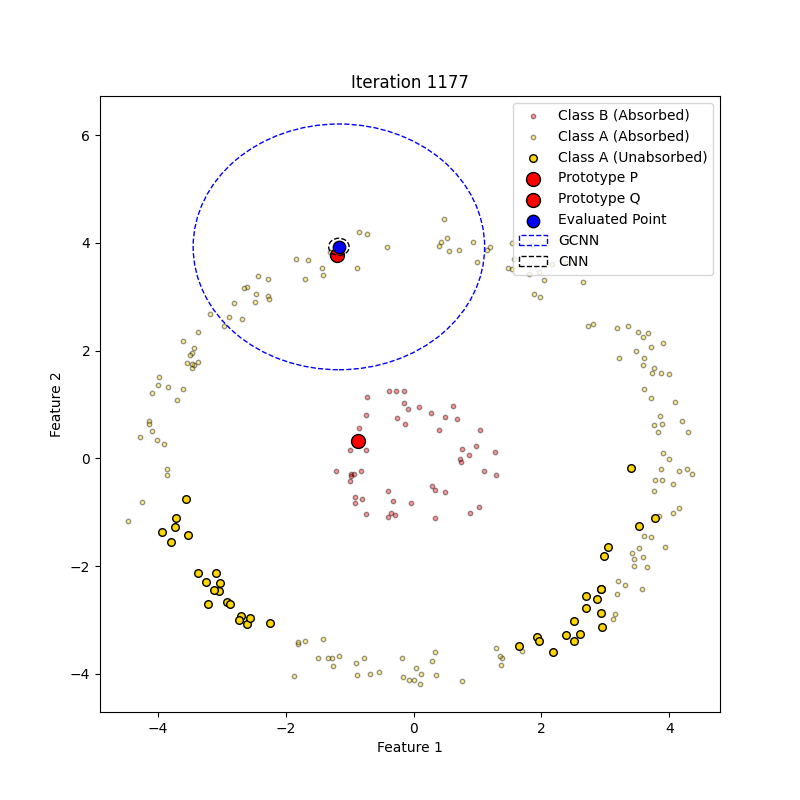 Iteration 1177
Class B (Absorbed)
Class A (Absorbed)
Class A (Unabsorbed)
Prototype P
Prototype Q
Evaluated Point
GCNN
CNN
6
4
2
0
−2
−4
Feature 2
−4
−2
0
2
4
Feature 1